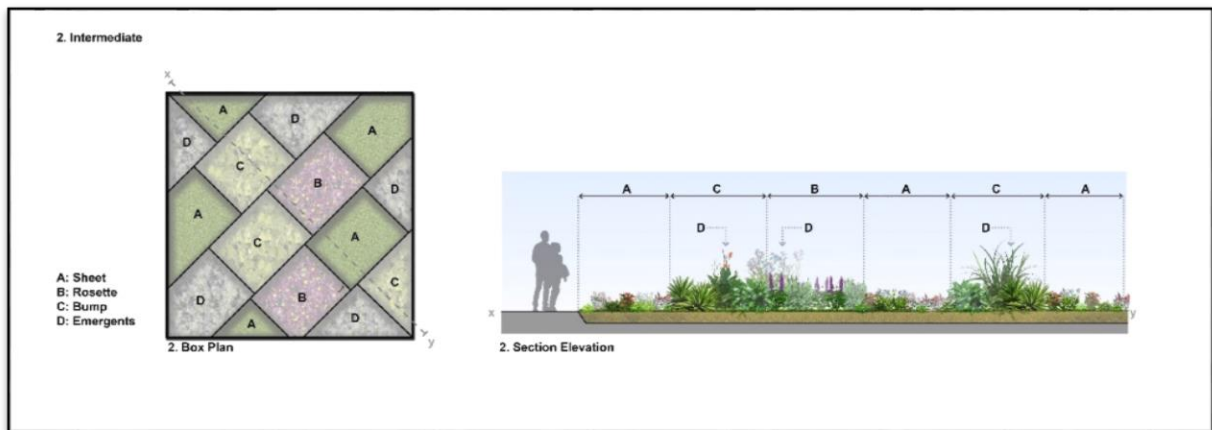 2. Intermediate
x
A
D
A
D
C
B
D
A
C
A
C
D
B
A
D
y
A: Sheet
B: Rosette
C: Bump
D: Emergents
2. Box Plan
A C B A C A
D D D
x y
2. Section Elevation